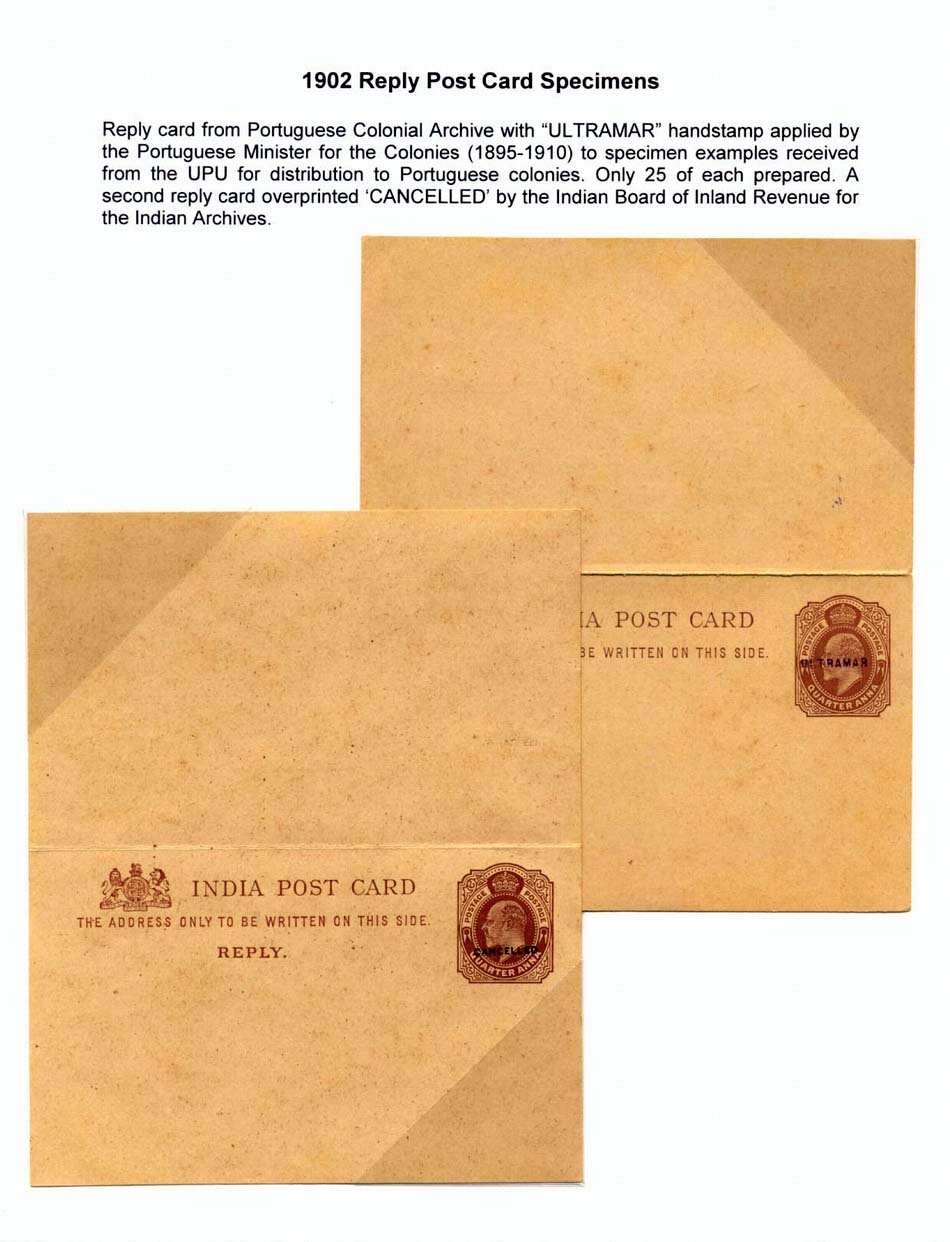 1902 Reply Post Card Specimens
Reply card from Portuguese Colonial Archive with “ULTRAMAR” handstamp applied by
the Portuguese Minister for the Colonies (1895-1910) to specimen examples received
from the UPU for distribution to Portuguese colonies. Only 25 of each prepared. A
second reply card overprinted ‘CANCELLED’ by the Indian Board of Inland Revenue for
the Indian Archives.
IA POST CARD
BE WRITTEN ON THIS SIDE.
POSTAGE POSTAGE
ULTRAMAR
QUARTER ANNA
INDIA POST CARD
THE ADDRESS ONLY TO BE WRITTEN ON THIS SIDE.
REPLY.
POSTAGE POSTAGE
CANCELLED
QUARTER ANNA